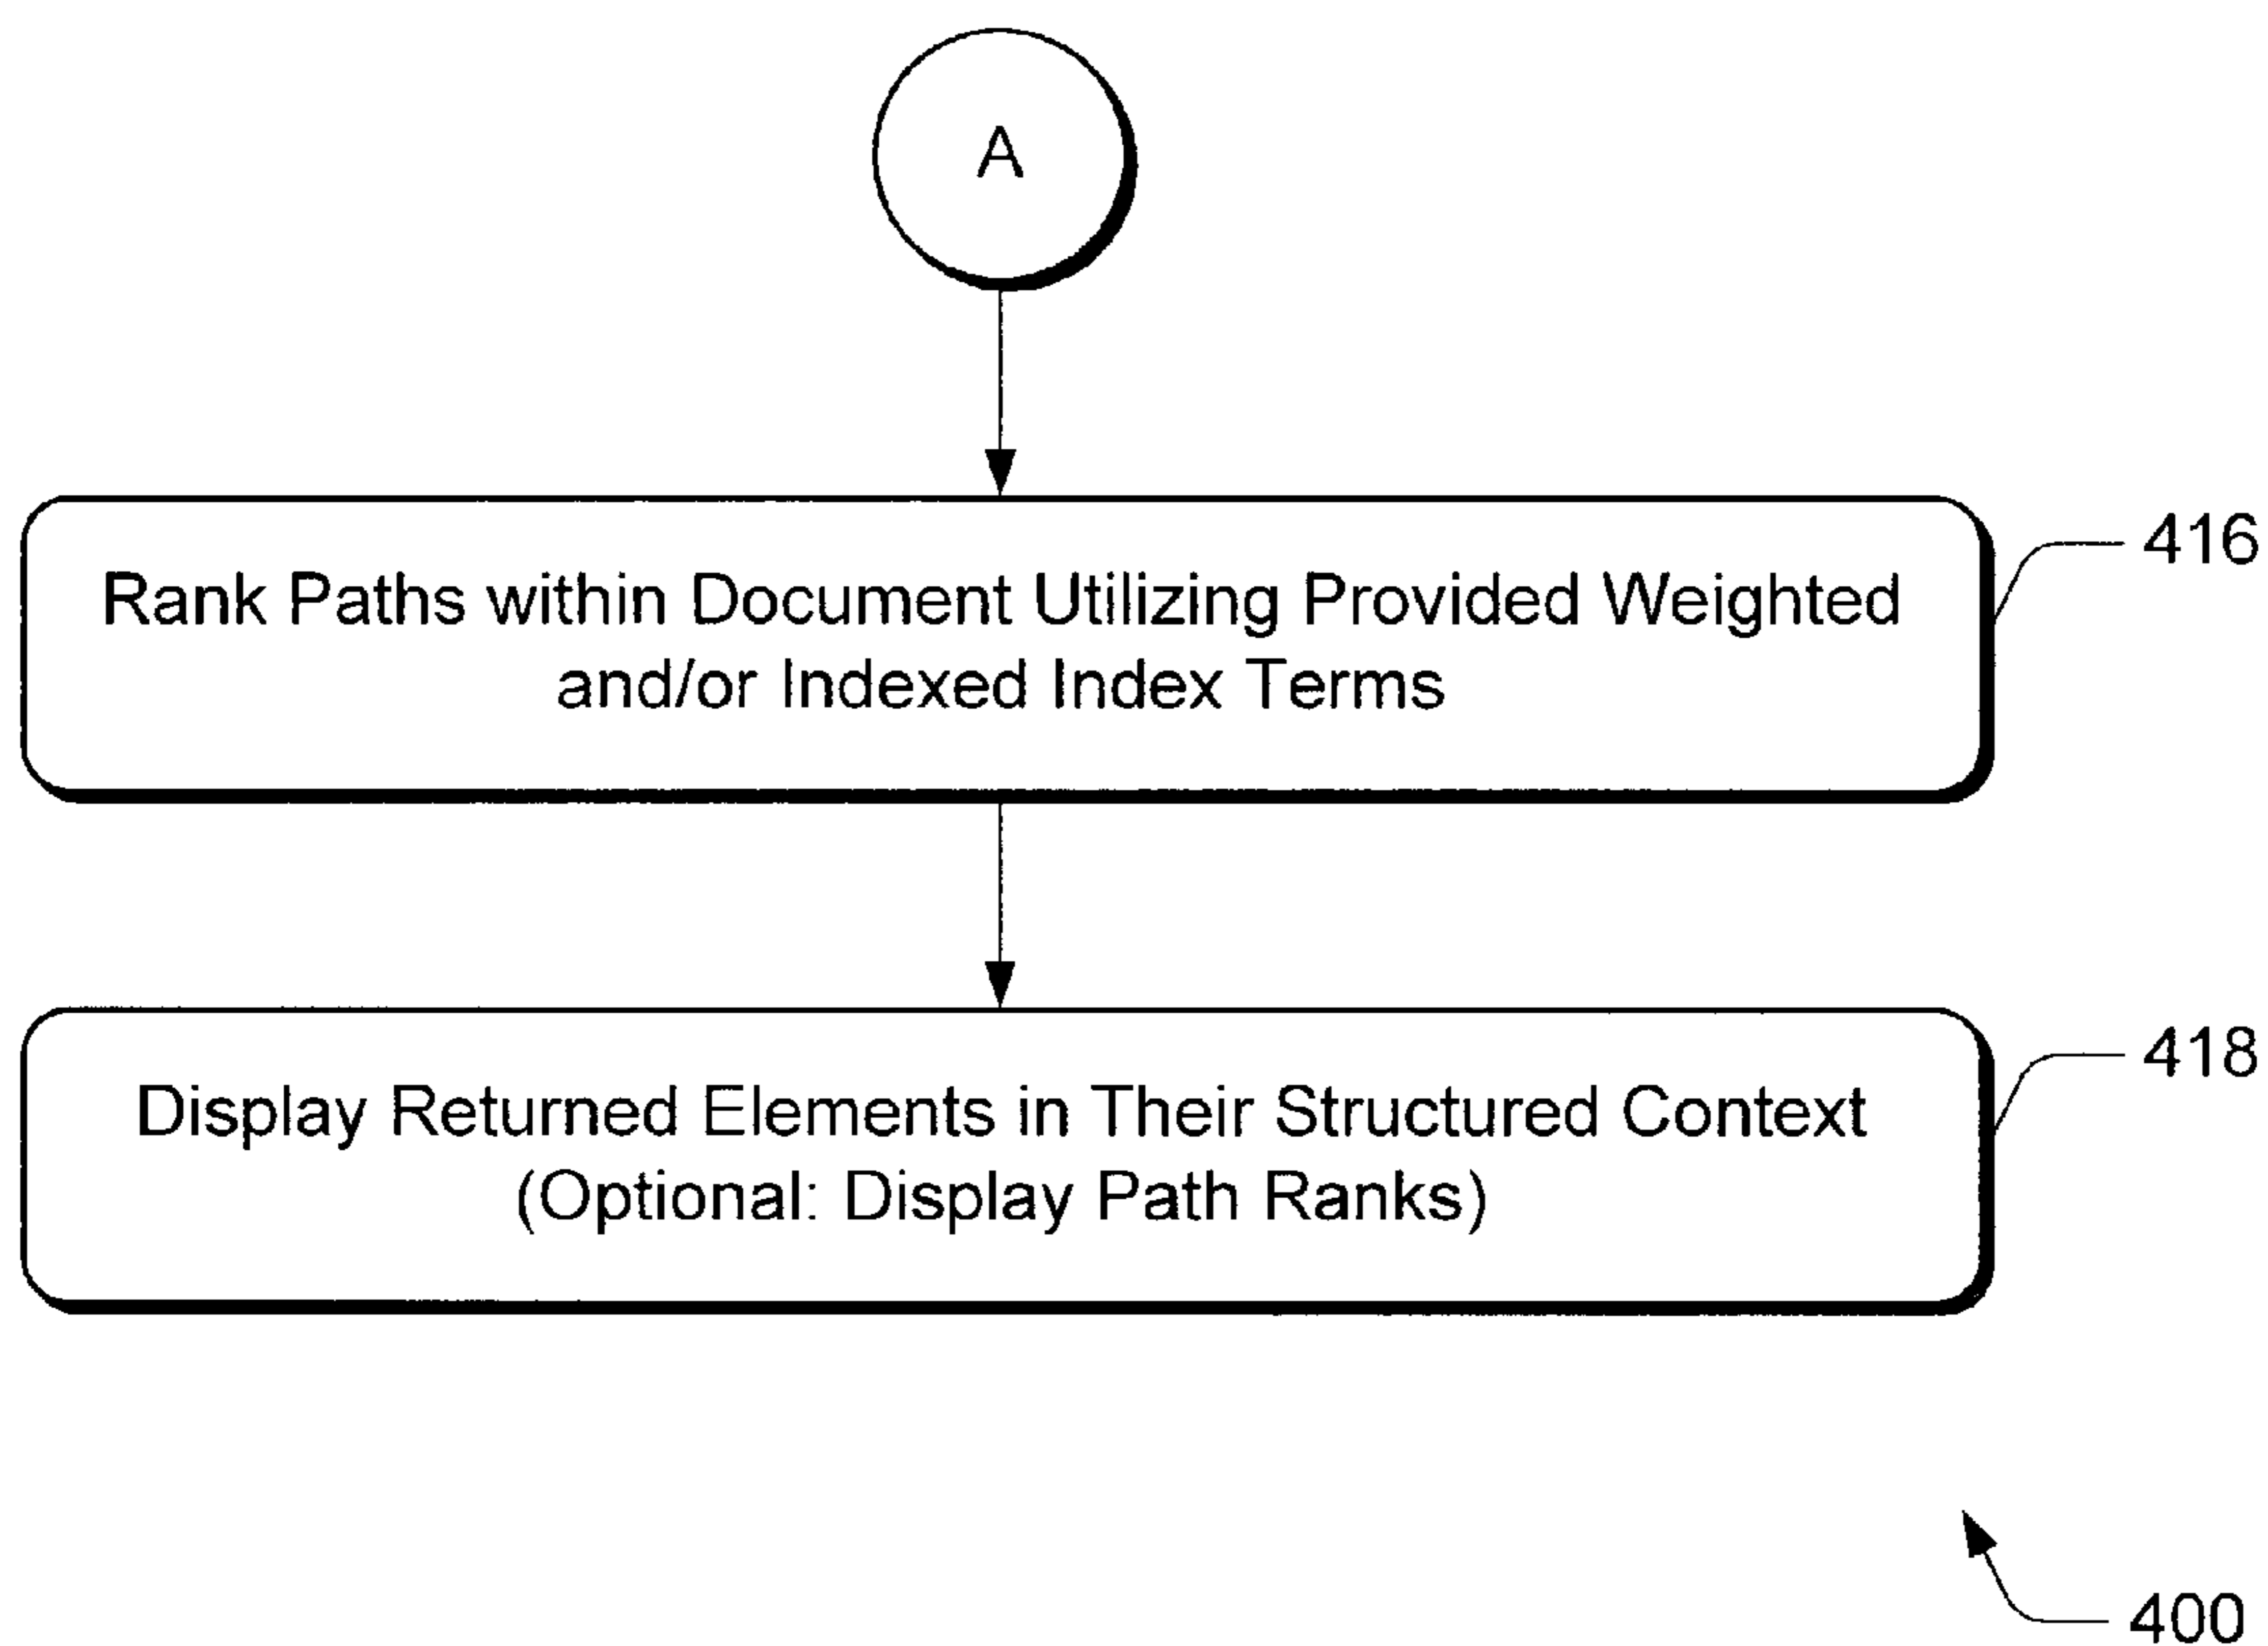 A
Rank Paths within Document Utilizing Provided Weighted
and/or Indexed Index Terms
416
Display Returned Elements in Their Structured Context
(Optional: Display Path Ranks)
418
400